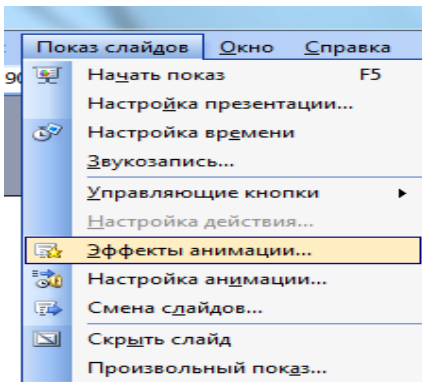 Показ слайдов Окно Справка
90
Начать показ F5
Настройка презентации...
Настройка времени
Звукозапись...
Управляющие кнопки
Настройка действия...
Эффекты анимации...
Настройка анимации...
Смена слайдов...
Скрыть слайд
Произвольный показ...